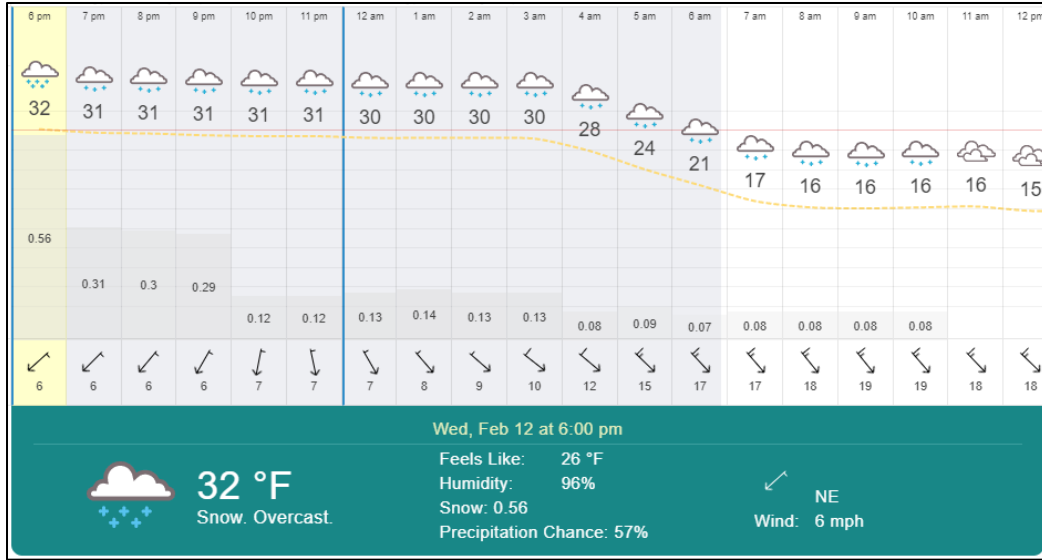 6 pm 7 pm 8 pm 9 pm 10 pm 11 pm 12 am 1 am 2 am 3 am 4 am 5 am 6 am 7 am 8 am 9 am 10 am 11 am 12 pm
32 31 31 31 31 31 30 30 30 30 28 24 21 17 16 16 16 16 15
0.56 0.31 0.3 0.29 0.12 0.12 0.13 0.14 0.13 0.13 0.08 0.09 0.07 0.08 0.08 0.08 0.08
6 6 6 6 7 7 7 8 9 10 12 15 17 17 18 19 19 18 18
Wed, Feb 12 at 6:00 pm
32 °F
Snow. Overcast.
Feels Like: 26 °F
Humidity: 96%
Snow: 0.56
Precipitation Chance: 57%
NE
Wind: 6 mph